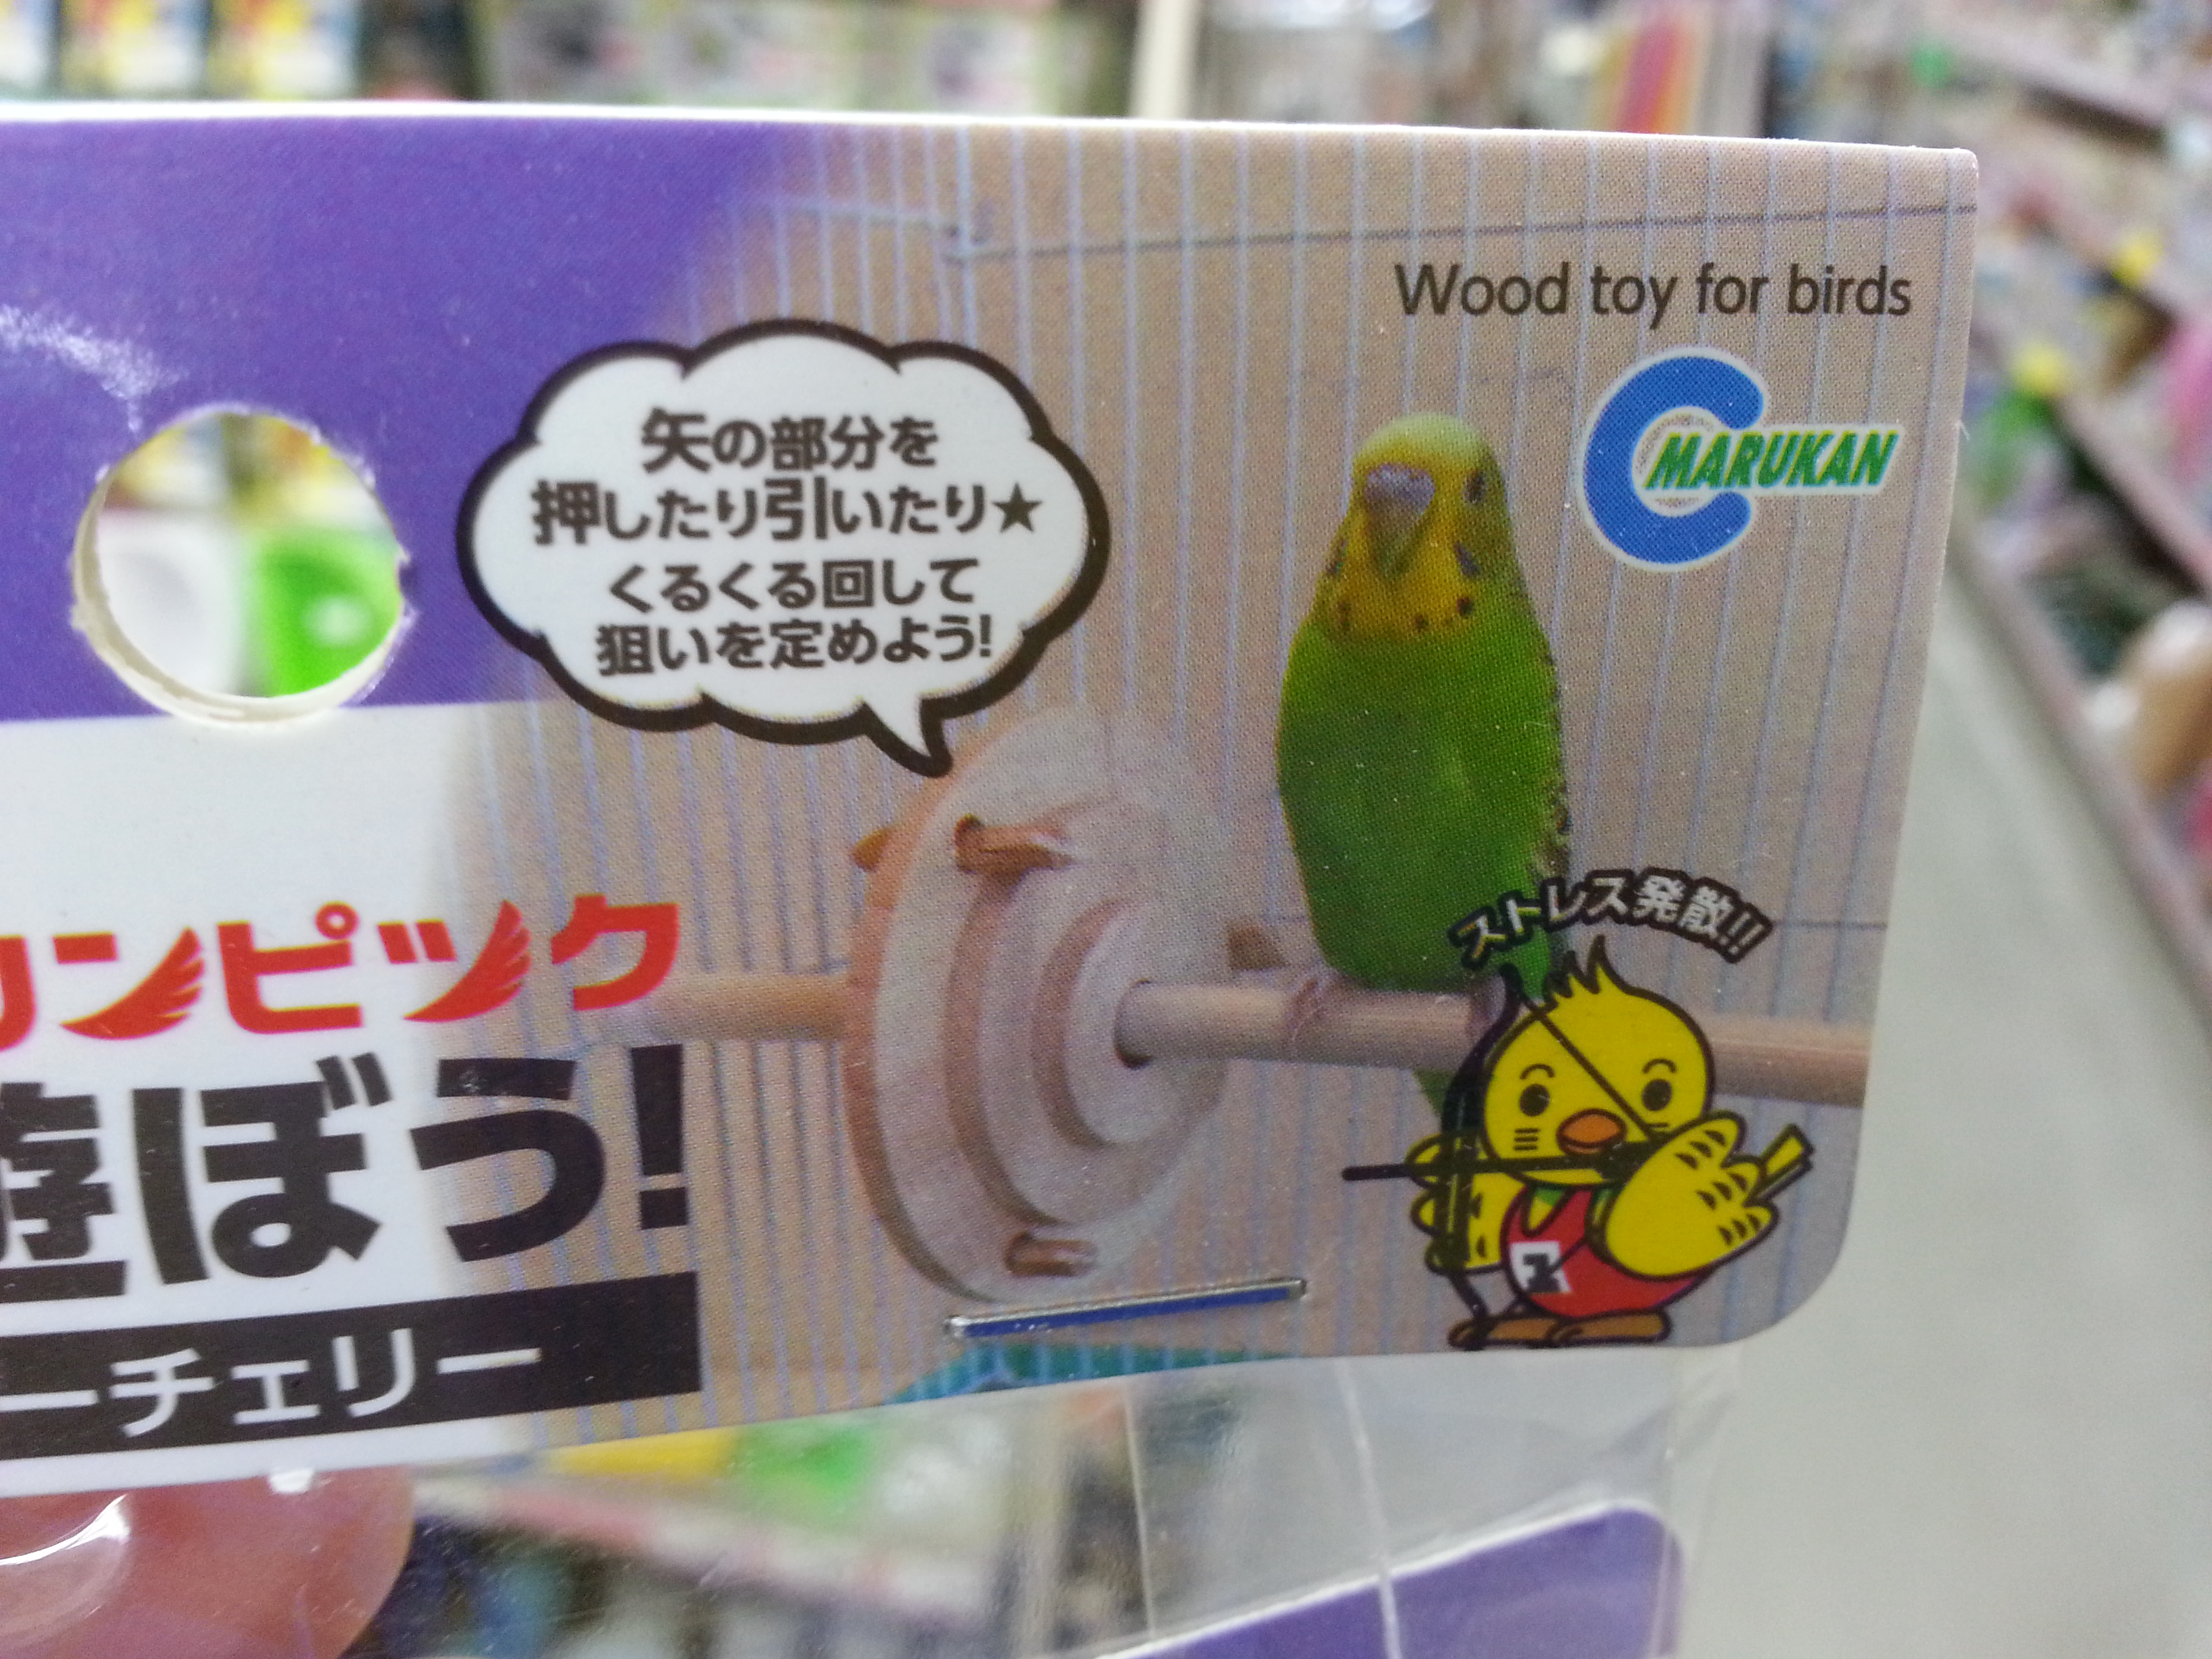 Wood toy for birds
MARUKAN
矢の部分を
押したり引いたり★
くるくる回して
狙いを定めよう!
ストレス発散!!
リンピック
遊ぼう!
ーチェリー